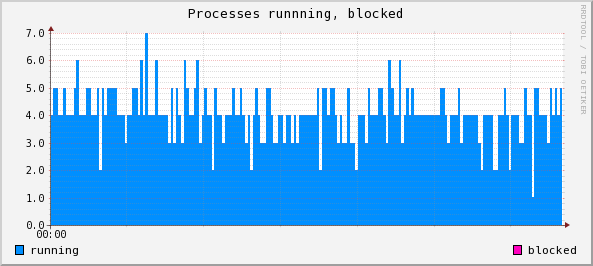 Processes runnning, blocked
RRDTOOL / TOBI OETIKER
7.0
6.0
5.0
4.0
3.0
2.0
1.0
0.0
00:00
running
blocked